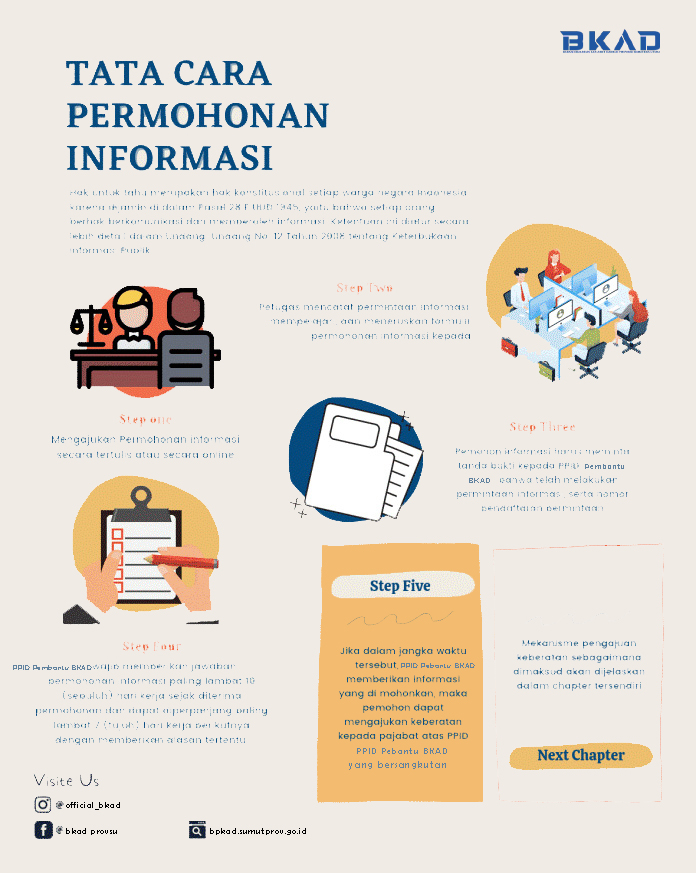 BKAD
TATA CARA
PERMOHONAN
INFORMASI
Hak untuk tahu merupakan hak konstitusional setiap warga negara Indonesia
karena dijamin di dalam Pasal 28 F UUD 1945, yaitu bahwa setiap orang
berhak berkomunikasi dan memperoleh informasi. Ketentuan ini diatur secara
lebih detail dalam Undang-Undang No. 12 Tahun 2008 tentang Keterbukaan
Informasi Publik
Step Two
Petugas mencatat permintaan informasi
mempelajari dan meneruskan formulir
permohonan informasi kepada
Step one
Mengajukan Permohonan informasi
secara tertulis atau secara online
Step Three
Pemohon informasi harus meminta
tanda bukti kepada PPID Pembantu
BKAD bahwa telah melakukan
permintaan informasi, serta nomor
pendaftaran permintaan
Step Four
PPID Pembantu BKAD wajib memberikan jawaban
permohonan informasi paling lambat 10
(sepuluh) hari kerja sejak diterima
permohonan dan dapat diperpanjang paling
lambat 7 (tujuh) hari kerja berikutnya
dengan memberikan alasan tertentu
Step Five
Jika dalam jangka waktu
tersebut, PPID Pebantu BKAD
memberikan informasi
yang di mohonkan, maka
pemohon dapat
mengajukan keberatan
kepada pajabat atas PPID
PPID Pebantu BKAD
yang bersangkutan
Mekanisme pengajuan
keberatan sebagaimana
dimaksud akan dijelaskan
dalam chapter tersendiri
Next Chapter
Visite Us
@official_bkad
@bkad provsu
bpkad.sumutprov.go.id